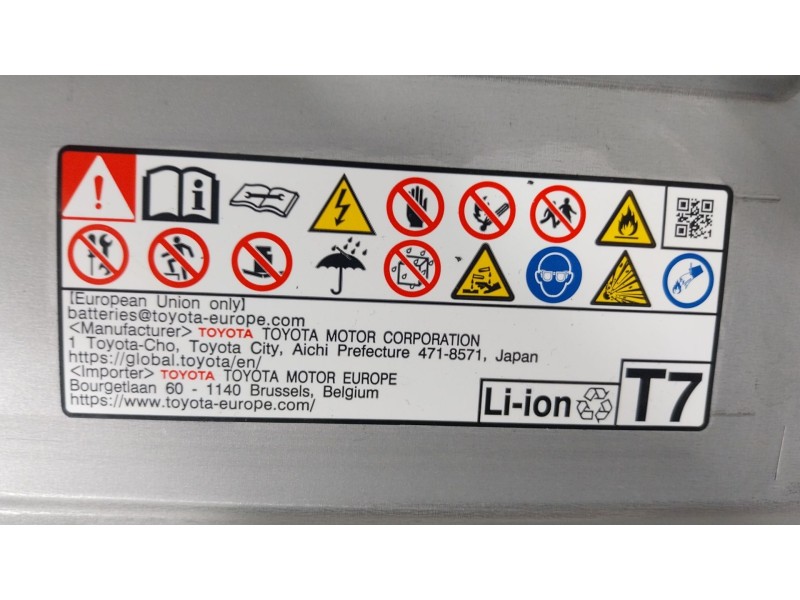 [European Union only]
batteries@toyota-europe.com
<Manufacturer> TOYOTA TOYOTA MOTOR CORPORATION
1 Toyota-Cho, Toyota City, Aichi Prefecture 471-8571, Japan
https://global.toyota/en/
<Importer> TOYOTA TOYOTA MOTOR EUROPE
Bourgetlaan 60 - 1140 Brussels, Belgium
https://www.toyota-europe.com/
Li-ion
T7